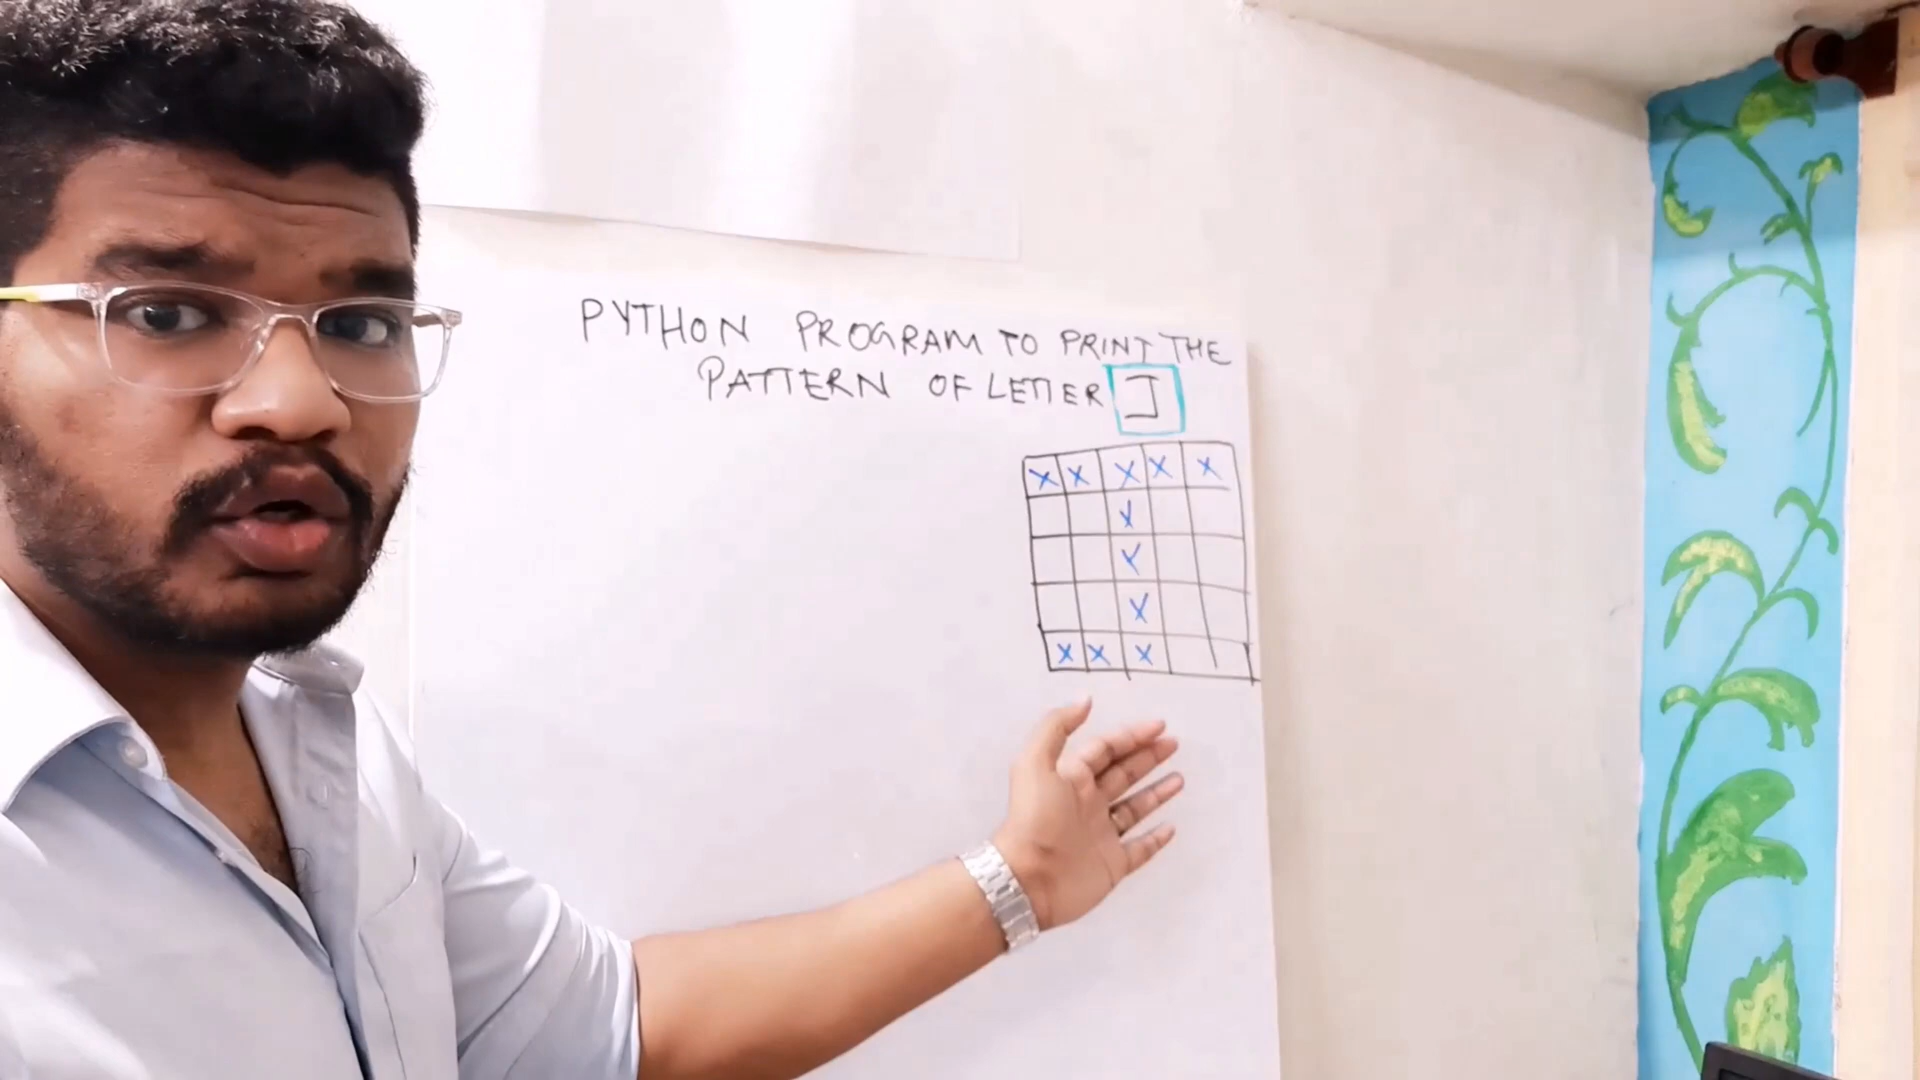 PYTHON PROGRAM TO PRINT THE
PATTERN OF LETTER J
X X X X X
X
X
X
X X X